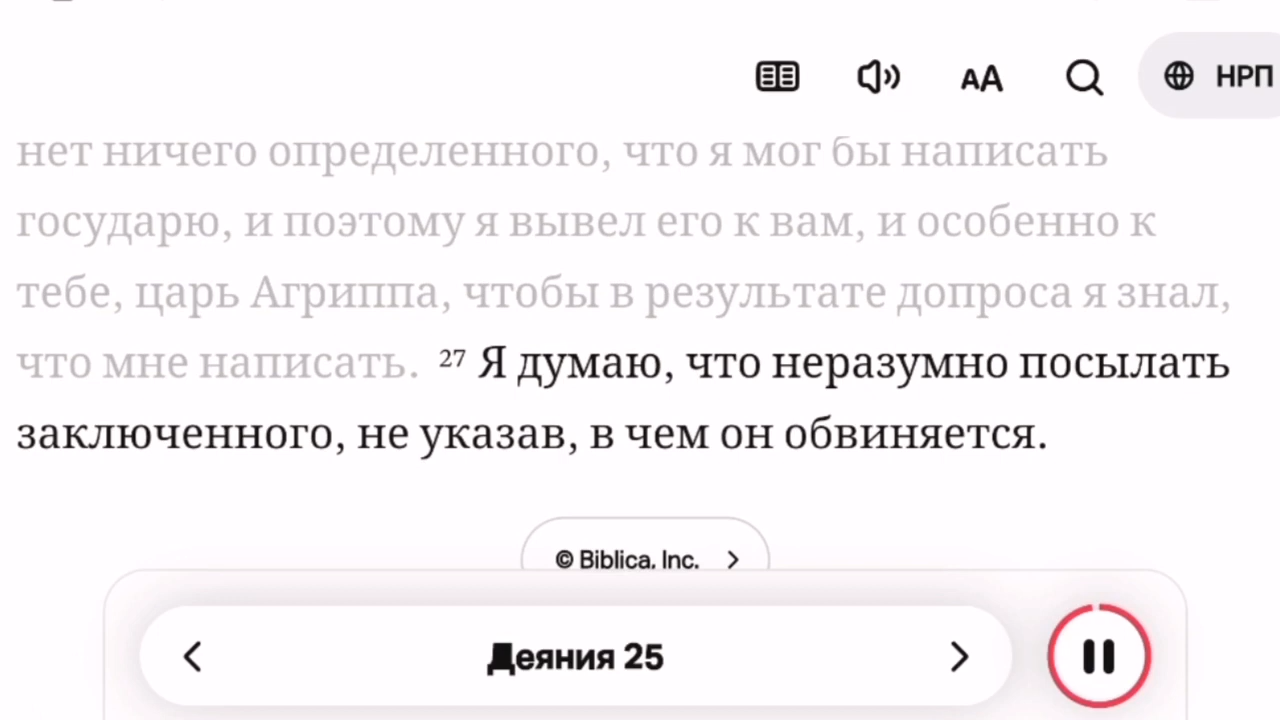 AA
НРП
нет ничего определенного, что я мог бы написать
государю, и поэтому я вывел его к вам, и особенно к
тебе, царь Агриппа, чтобы в результате допроса я знал,
что мне написать. 27 Я думаю, что неразумно посылать
заключенного, не указав, в чем он обвиняется.
© Biblica, Inc.
Деяния 25